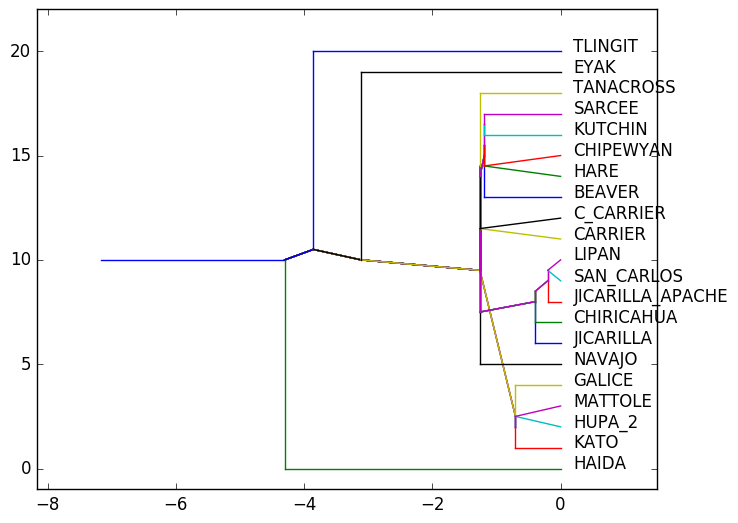 20
TLINGIT
EYAK
TANACROSS
SARCEE
KUTCHIN
15
CHIPEWYAN
HARE
BEAVER
C_CARRIER
CARRIER
10
LIPAN
SAN_CARLOS
JICARILLA_APACHE
CHIRICAHUA
JICARILLA
5
NAVAJO
GALICE
MATTOLE
HUPA_2
KATO
0
HAIDA
−8 −6 −4 −2 0